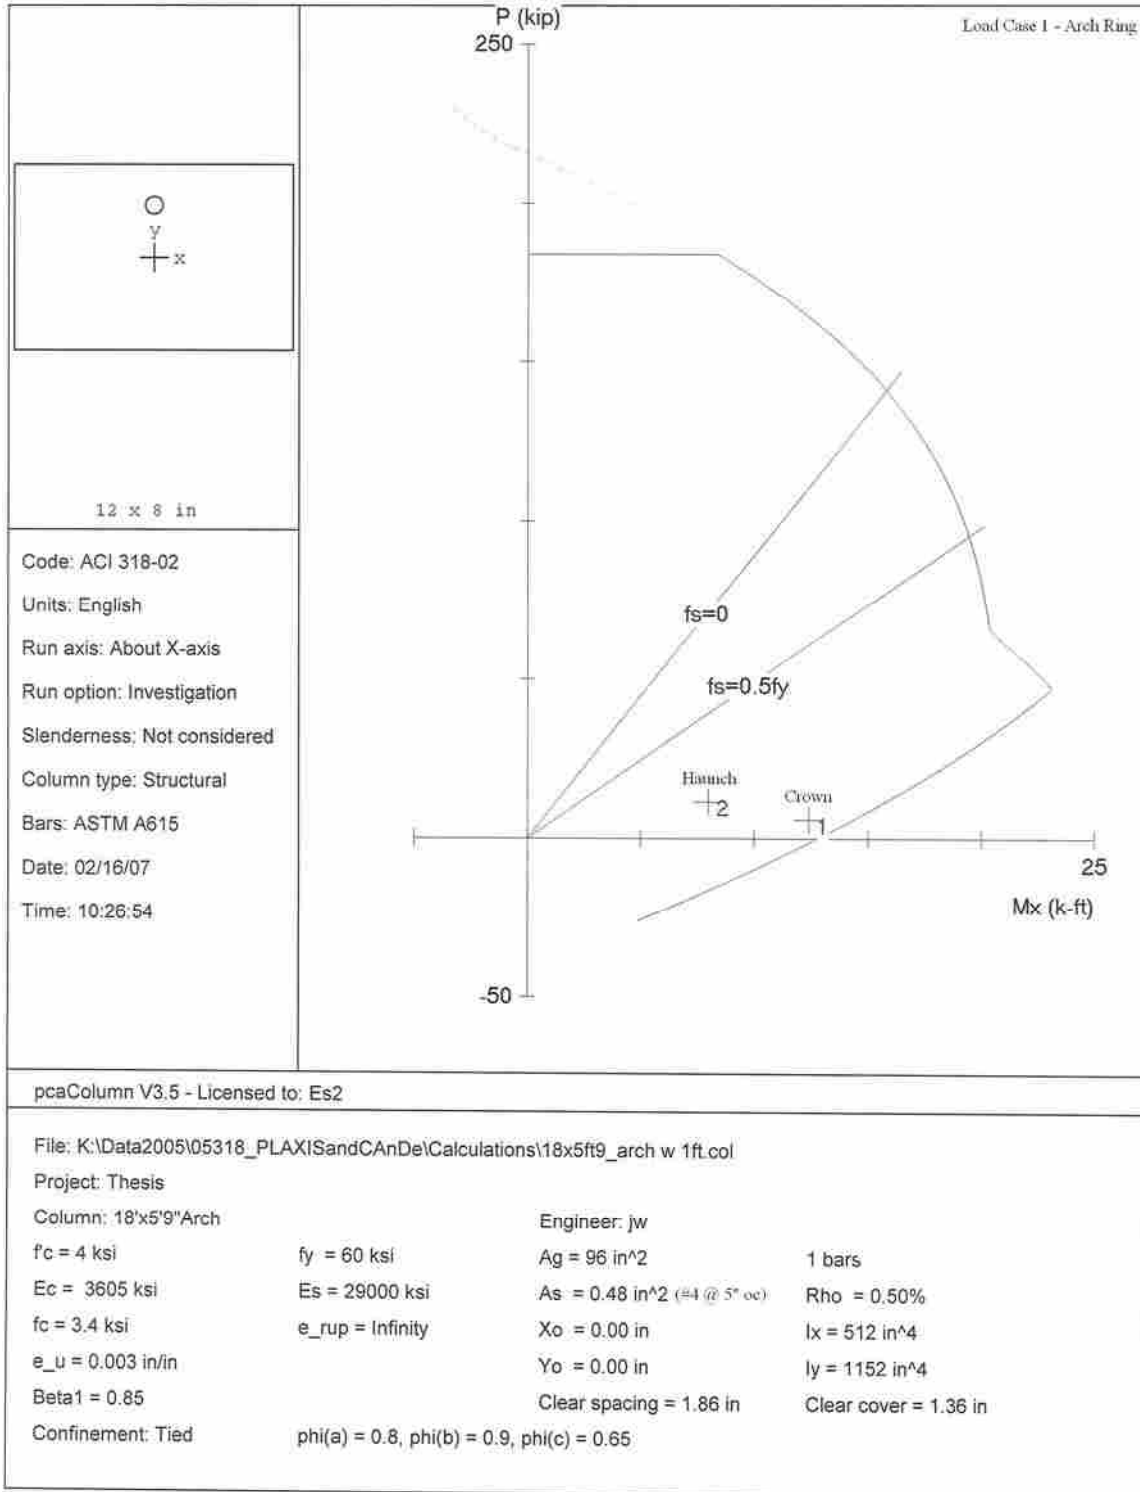 P (kip)
Load Case 1 - Arch Ring
250
y
x
12 x 8 in
Code: ACI 318-02
Units: English
Run axis: About X-axis
Run option: Investigation
Slenderness: Not considered
Column type: Structural
Bars: ASTM A615
Date: 02/16/07
Time: 10:26:54
fs=0
fs=0.5fy
Haunch
2
Crown
1
25
Mx (k-ft)
-50
pcaColumn V3.5 - Licensed to: Es2
File: K:\Data2005\05318_PLAXISandCAnDe\Calculations\18x5ft9_arch w 1ft.col
Project: Thesis
Column: 18'x5'9"Arch Engineer: jw
f'c = 4 ksi fy = 60 ksi Ag = 96 in^2 1 bars
Ec = 3605 ksi Es = 29000 ksi As = 0.48 in^2 (#4 @ 5" oc) Rho = 0.50%
fc = 3.4 ksi e_rup = Infinity Xo = 0.00 in Ix = 512 in^4
e_u = 0.003 in/in Yo = 0.00 in Iy = 1152 in^4
Beta1 = 0.85 Clear spacing = 1.86 in Clear cover = 1.36 in
Confinement: Tied phi(a) = 0.8, phi(b) = 0.9, phi(c) = 0.65